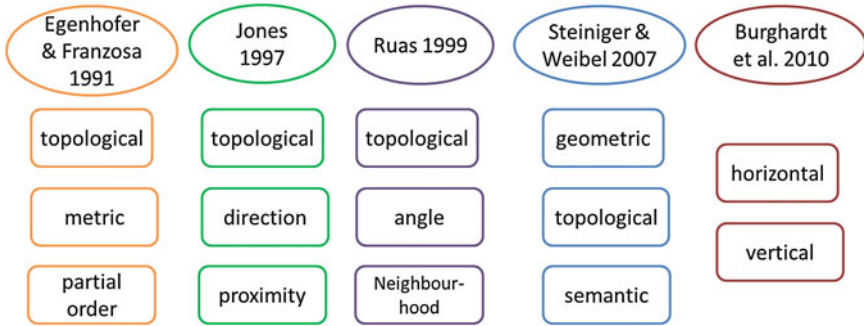 Egenhofer
& Franzosa
1991
topological
metric
partial
order
Jones
1997
topological
direction
proximity
Ruas 1999
topological
angle
Neighbour-
hood
Steiniger &
Weibel 2007
geometric
topological
semantic
Burghardt
et al. 2010
horizontal
vertical